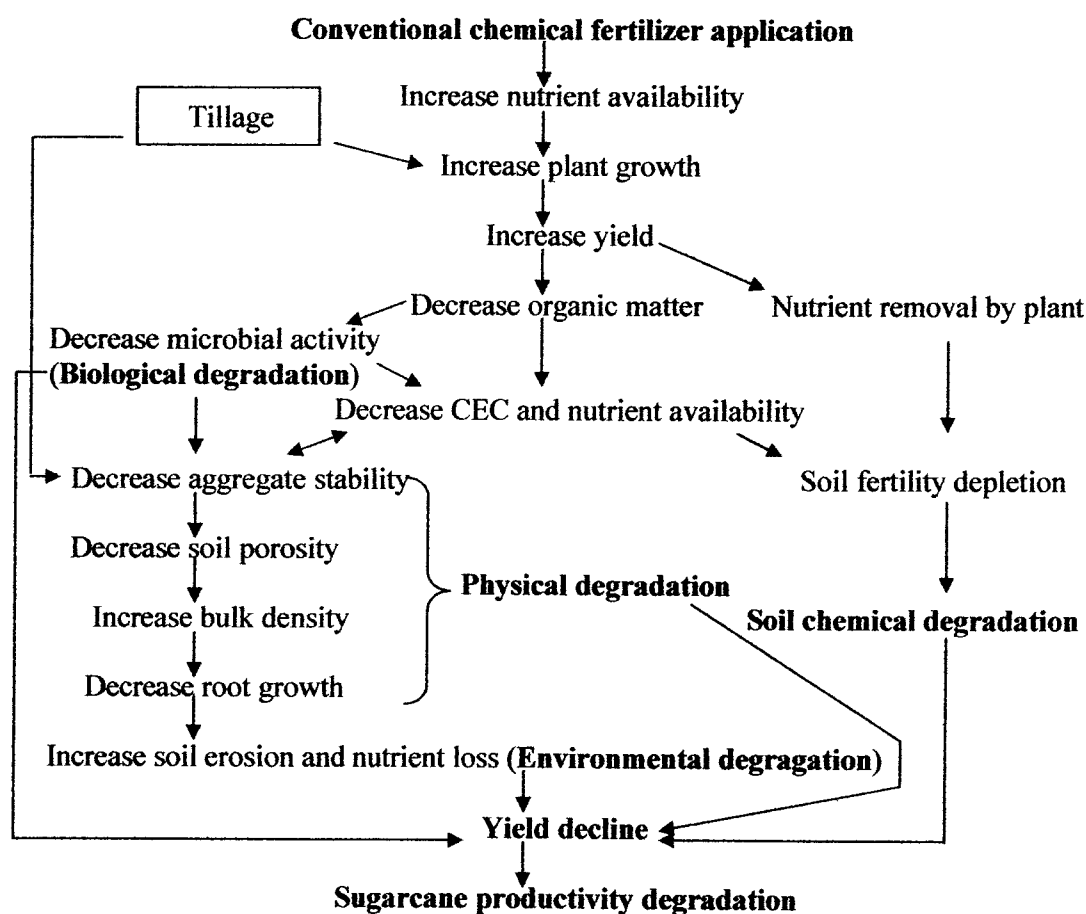 Conventional chemical fertilizer application
Increase nutrient availability
Tillage
Increase plant growth
Increase yield
Decrease organic matter
Nutrient removal by plant
Decrease microbial activity
(Biological degradation)
Decrease CEC and nutrient availability
Decrease aggregate stability
Soil fertility depletion
Decrease soil porosity
Physical degradation
Increase bulk density
Soil chemical degradation
Decrease root growth
Increase soil erosion and nutrient loss (Environmental degragation)
Yield decline
Sugarcane productivity degradation